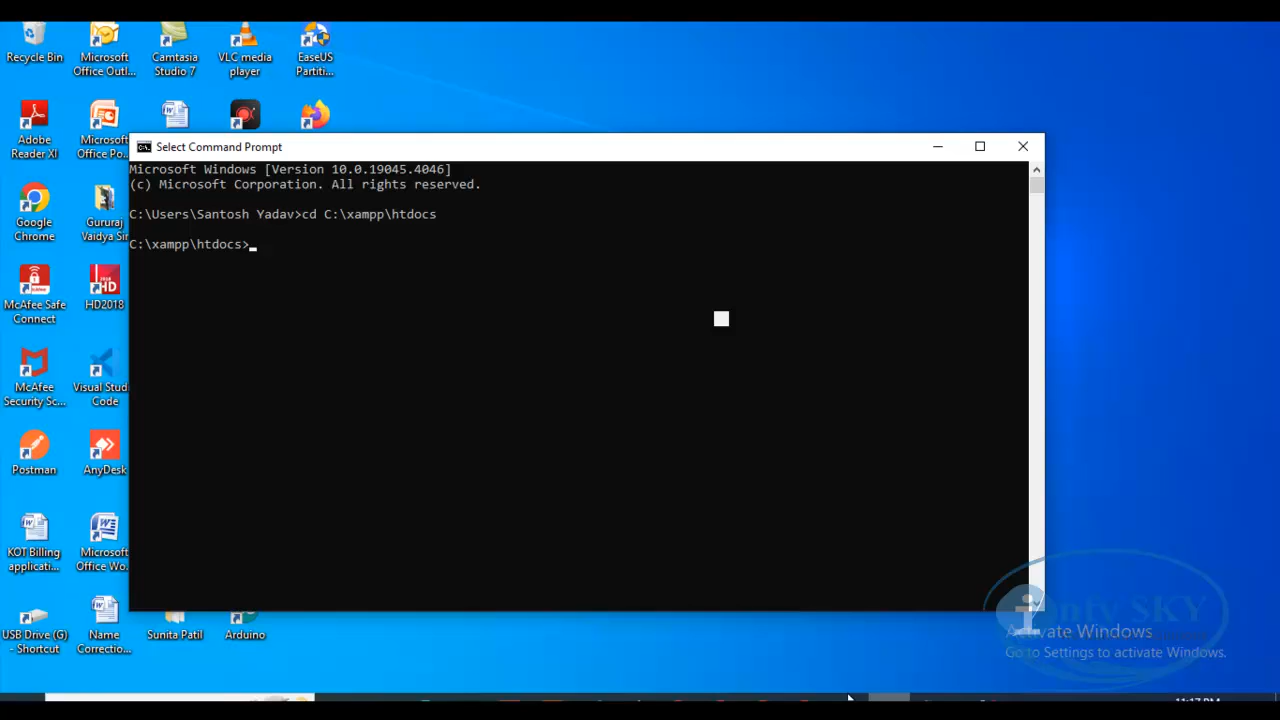 Recycle Bin
Microsoft
Office Outl...
Camtasia
Studio 7
VLC media
player
EaseUS
Partiti...
Adobe
Reader XI
Microsoft
Office Po...
Select Command Prompt
Microsoft Windows [Version 10.0.19045.4046]
(c) Microsoft Corporation. All rights reserved.
C:\Users\Santosh Yadav>cd C:\xampp\htdocs
C:\xampp\htdocs>
Google
Chrome
Gururaj
Vaidya Sir
McAfee Safe
Connect
HD2018
McAfee
Security Sc...
Visual Studi
Code
Postman
AnyDesk
KOT Billing
applicati...
Microsoft
Office Wo..
USB Drive (G)
- Shortcut
Name
Correctio...
Sunita Patil
Arduino
SKY
Activate Windows
Go to Settings to activate Windows.
11:17 PM